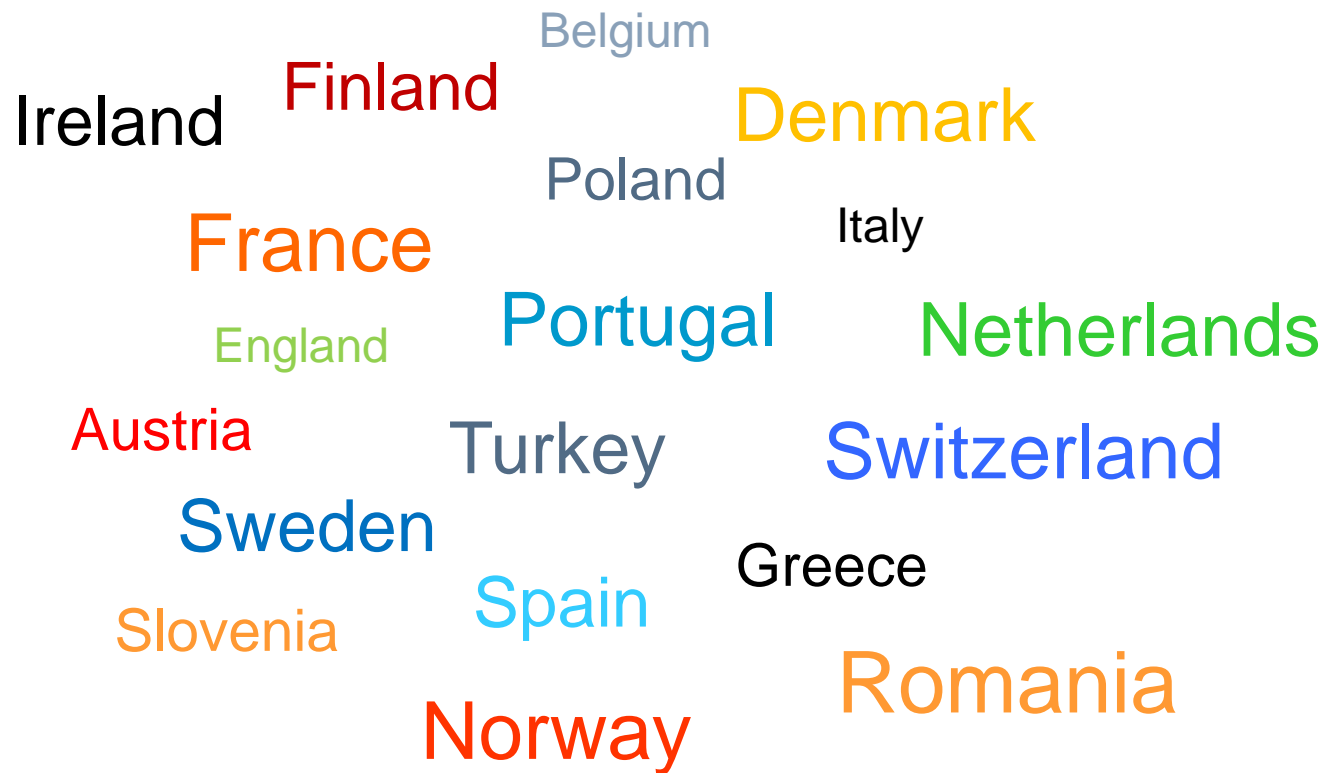 Belgium
Finland
Ireland
Denmark
Poland
Italy
France
Portugal
Netherlands
England
Austria
Turkey
Switzerland
Sweden
Greece
Spain
Slovenia
Romania
Norway